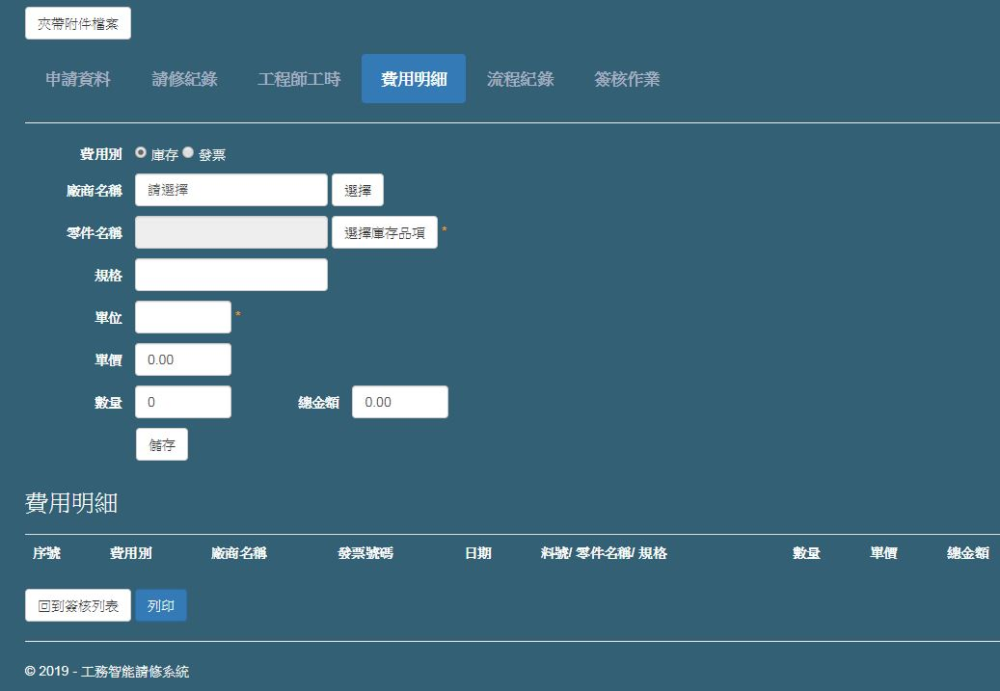 夾帶附件檔案
申請資料 請修紀錄 工程師工時 費用明細 流程紀錄 簽核作業
費用別 庫存 發票
廠商名稱 請選擇 選擇
零件名稱 選擇庫存品項 *
規格
單位 *
單價 0.00
數量 0 總金額 0.00
儲存
費用明細
序號 費用別 廠商名稱 發票號碼 日期 料號/ 零件名稱/ 規格 數量 單價 總金額
回到簽核列表 列印
© 2019 - 工務智能請修系統